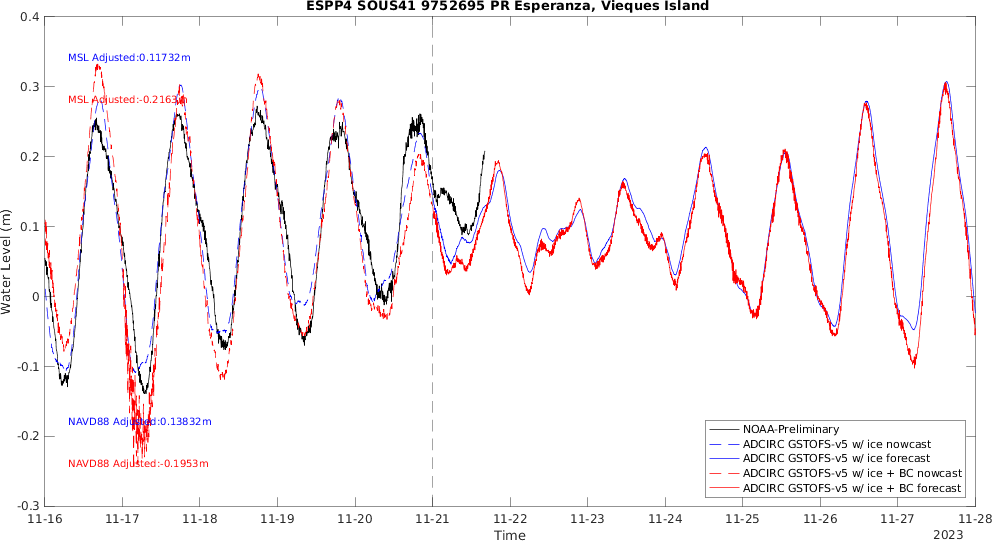 ESPP4 SOUS41 9752695 PR Esperanza, Vieques Island
0.4
0.3
0.2
0.1
0
-0.1
-0.2
-0.3
Water Level (m)
MSL Adjusted:0.11732m
MSL Adjusted:-0.2163m
NAVD88 Adjusted:0.13832m
NAVD88 Adjusted:-0.1953m
NOAA-Preliminary
ADCIRC GSTOFS-v5 w/ ice nowcast
ADCIRC GSTOFS-v5 w/ ice forecast
ADCIRC GSTOFS-v5 w/ ice + BC nowcast
ADCIRC GSTOFS-v5 w/ ice + BC forecast
11-16 11-17 11-18 11-19 11-20 11-21 11-22 11-23 11-24 11-25 11-26 11-27 11-28
Time
2023